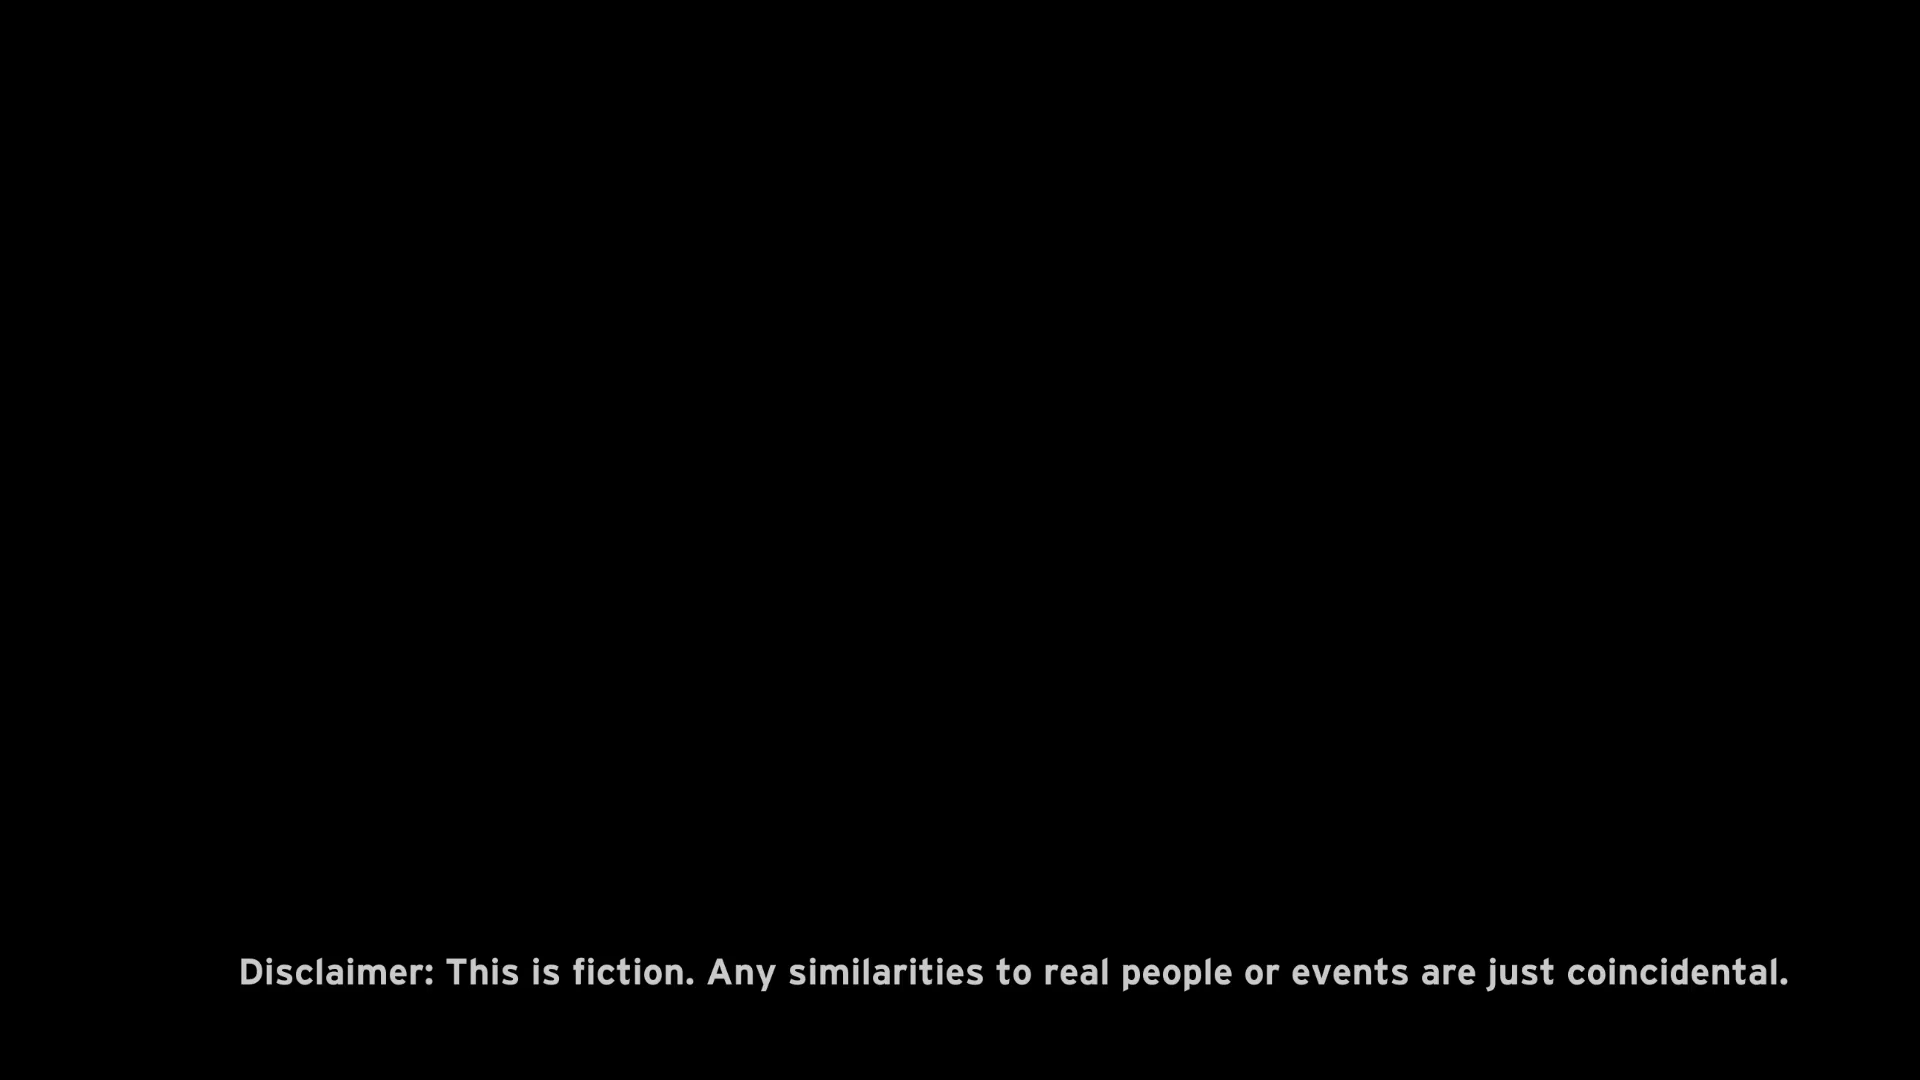 Disclaimer: This is fiction. Any similarities to real people or events are just coincidental.